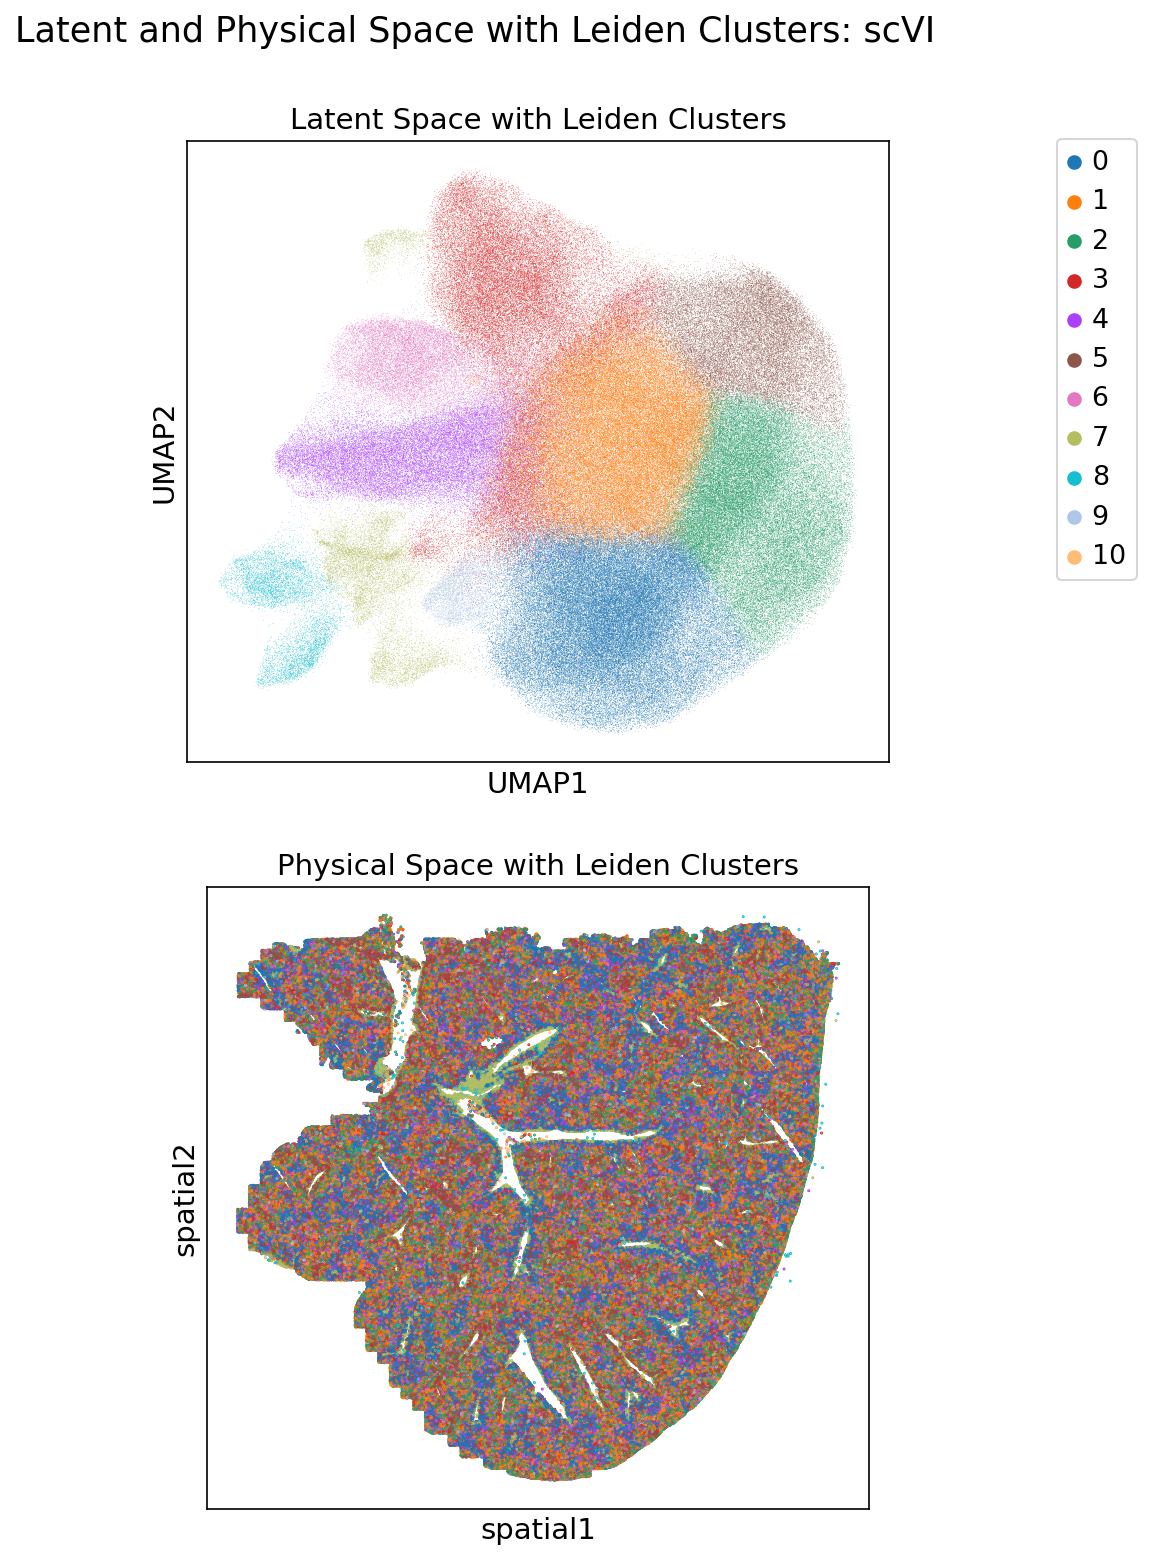 Latent and Physical Space with Leiden Clusters: scVI
Latent Space with Leiden Clusters
UMAP2
UMAP1
0
1
2
3
4
5
6
7
8
9
10
Physical Space with Leiden Clusters
spatial2
spatial1